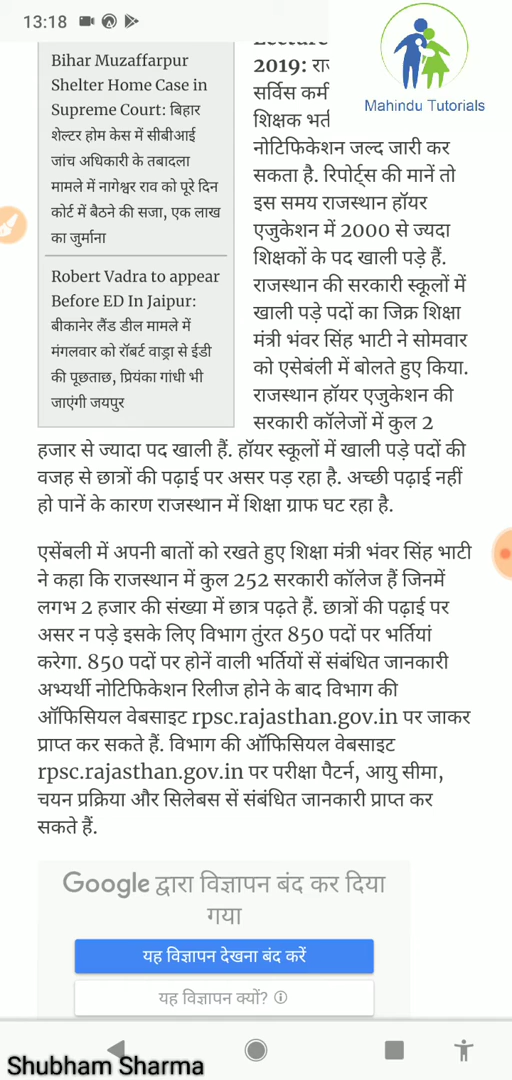 13:18
Mahindu Tutorials
Bihar Muzaffarpur
Shelter Home Case in
Supreme Court: बिहार
शेल्टर होम केस में सीबीआई
जांच अधिकारी के तबादला
मामले में नागेश्वर राव को पूरे दिन
कोर्ट में बैठने की सजा, एक लाख
का जुर्माना
Robert Vadra to appear
Before ED In Jaipur:
बीकानेर लैंड डील मामले में
मंगलवार को रॉबर्ट वाड्रा से ईडी
की पूछताछ, प्रियंका गांधी भी
जाएंगी जयपुर
2019:
सर्विस कमी
शिक्षक भर्त
नोटिफिकेशन जल्द जारी कर
सकता है. रिपोर्ट्स की मानें तो
इस समय राजस्थान हॉयर
एजुकेशन में 2000 से ज्यदा
शिक्षकों के पद खाली पड़े हैं.
राजस्थान की सरकारी स्कूलों में
खाली पड़े पदों का जिक्र शिक्षा
मंत्री भंवर सिंह भाटी ने सोमवार
को एसेबंली में बोलते हुए किया.
राजस्थान हॉयर एजुकेशन की
सरकारी कॉलेजों में कुल 2
हजार से ज्यादा पद खाली हैं. हॉयर स्कूलों में खाली पड़े पदों की
वजह से छात्रों की पढ़ाई पर असर पड़ रहा है. अच्छी पढ़ाई नहीं
हो पानें के कारण राजस्थान में शिक्षा ग्राफ घट रहा है.
एसेंबली में अपनी बातों को रखते हुए शिक्षा मंत्री भंवर सिंह भाटी
ने कहा कि राजस्थान में कुल 252 सरकारी कॉलेज हैं जिनमें
लगभ 2 हजार की संख्या में छात्र पढ़ते हैं. छात्रों की पढ़ाई पर
असर न पड़े इसके लिए विभाग तुंरत 850 पदों पर भर्तियां
करेगा. 850 पदों पर होनें वाली भर्तियों सें संबंधित जानकारी
अभ्यर्थी नोटिफिकेशन रिलीज होने के बाद विभाग की
ऑफिसियल वेबसाइट rpsc.rajasthan.gov.in पर जाकर
प्राप्त कर सकते हैं. विभाग की ऑफिसियल वेबसाइट
rpsc.rajasthan.gov.in पर परीक्षा पैटर्न, आयु सीमा,
चयन प्रक्रिया और सिलेबस सें संबंधित जानकारी प्राप्त कर
सकते हैं.
Google द्वारा विज्ञापन बंद कर दिया
गया
यह विज्ञापन देखना बंद करें
यह विज्ञापन क्यों?
Shubham Sharma